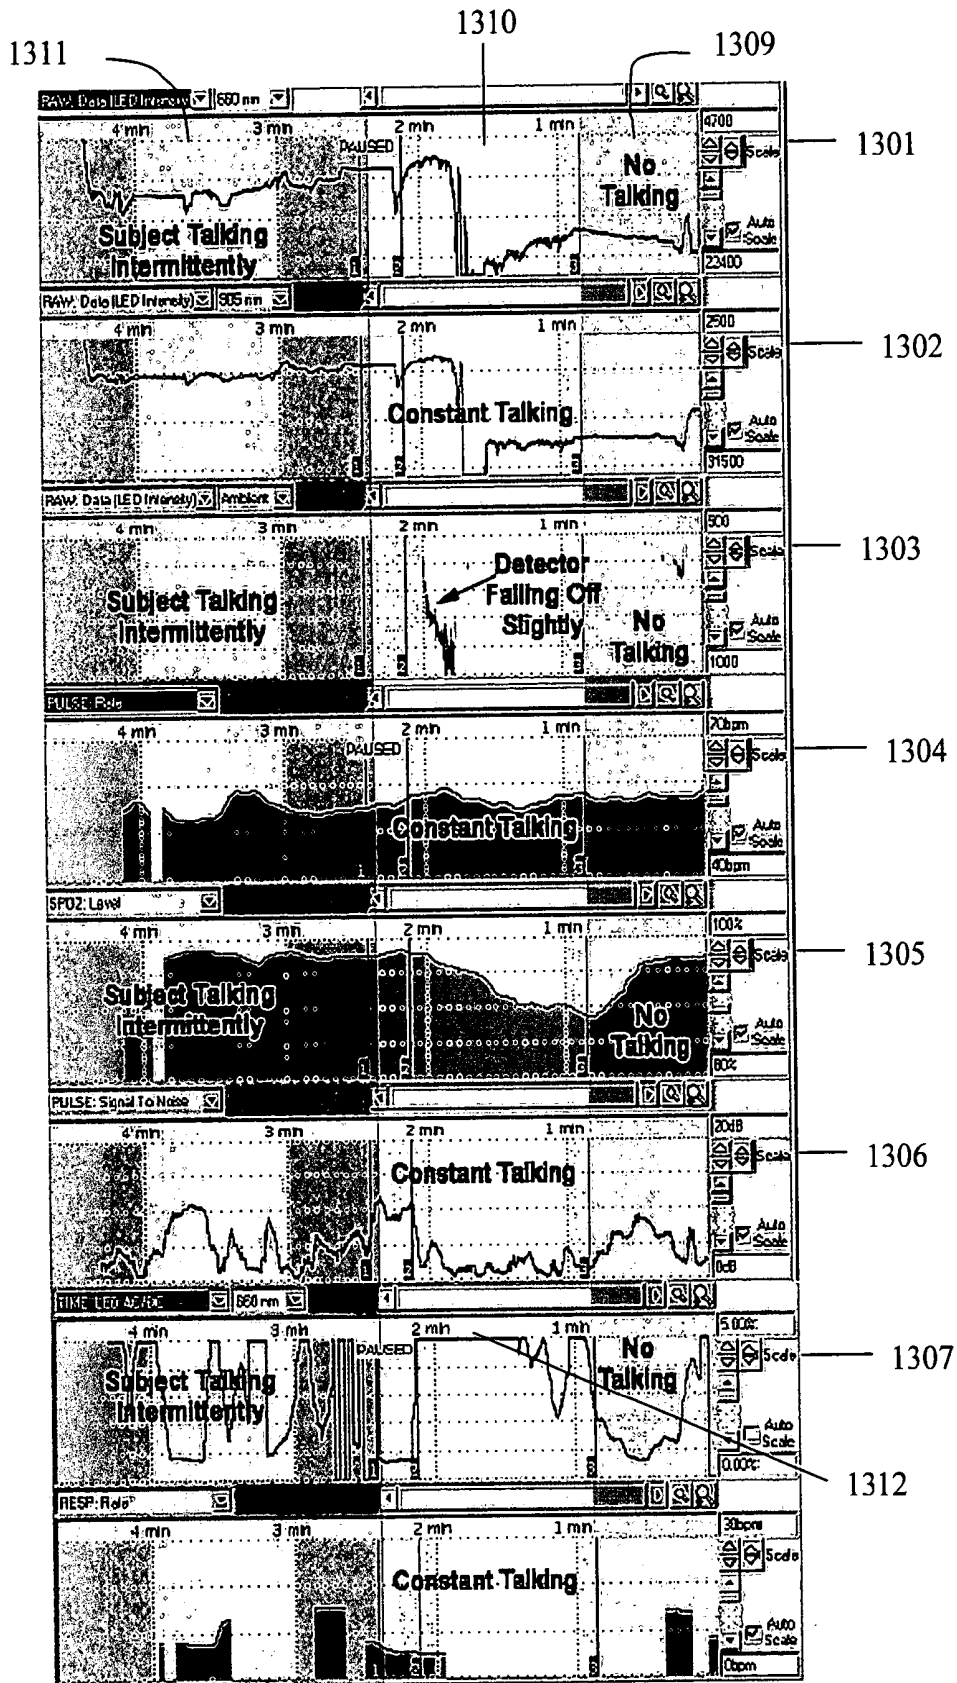 1311
1310
1309
RAW: Data (LED Intensity) 660 nm
4 min 3 min 2 min 1 min 4700
PAUSED
1301
Scale
No
Talking
Subject Talking
Intermittently
Auto
Scale
22400
RAW: Data (LED Intensity) 905 nm
4 min 3 min 2 min 1 min 2500
Scale
1302
Constant Talking
Auto
Scale
31500
RAW: Data (LED Intensity) Ambient
4 min 3 min 2 min 1 min 500
Scale
1303
Detector
Falling Off
Slightly
Subject Talking
Intermittently
No
Talking
Auto
Scale
1000
PULSE: Rate
4 min 3 min 2 min 1 min 70bpm
PAUSED
Scale
1304
Constant Talking
Auto
Scale
40bpm
SPO2: Level
4 min 3 min 2 min 1 min 100%
Scale
1305
Subject Talking
Intermittently
No
Talking
Auto
Scale
80%
PULSE: Signal To Noise
4 min 3 min 2 min 1 min 20dB
Scale
1306
Constant Talking
Auto
Scale
0dB
TIME: LED AC/DC 660 nm
4 min 3 min 2 min 1 min 5.00%
PAUSED
Scale
1307
No
Talking
Subject Talking
Intermittently
Auto
Scale
0.00%
1312
RESP: Rate
4 min 3 min 2 min 1 min 30bpm
Scale
Constant Talking
Auto
Scale
0bpm